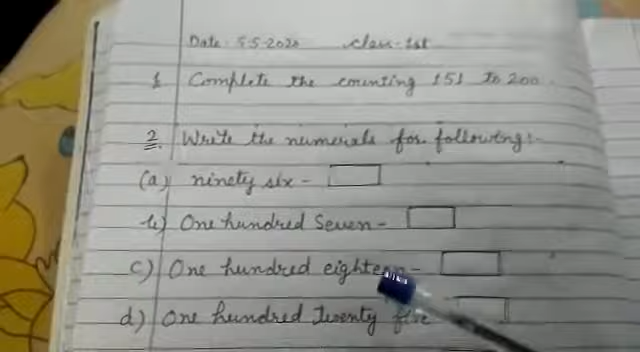 Date. 5-5-2020 class-1st
1. Complete the counting 151 to 200.
2. Write the numerals for following:-
(a) ninety six-
b) One hundred Seven-
c) One hundred eighteen-
d) One hundred Twenty five